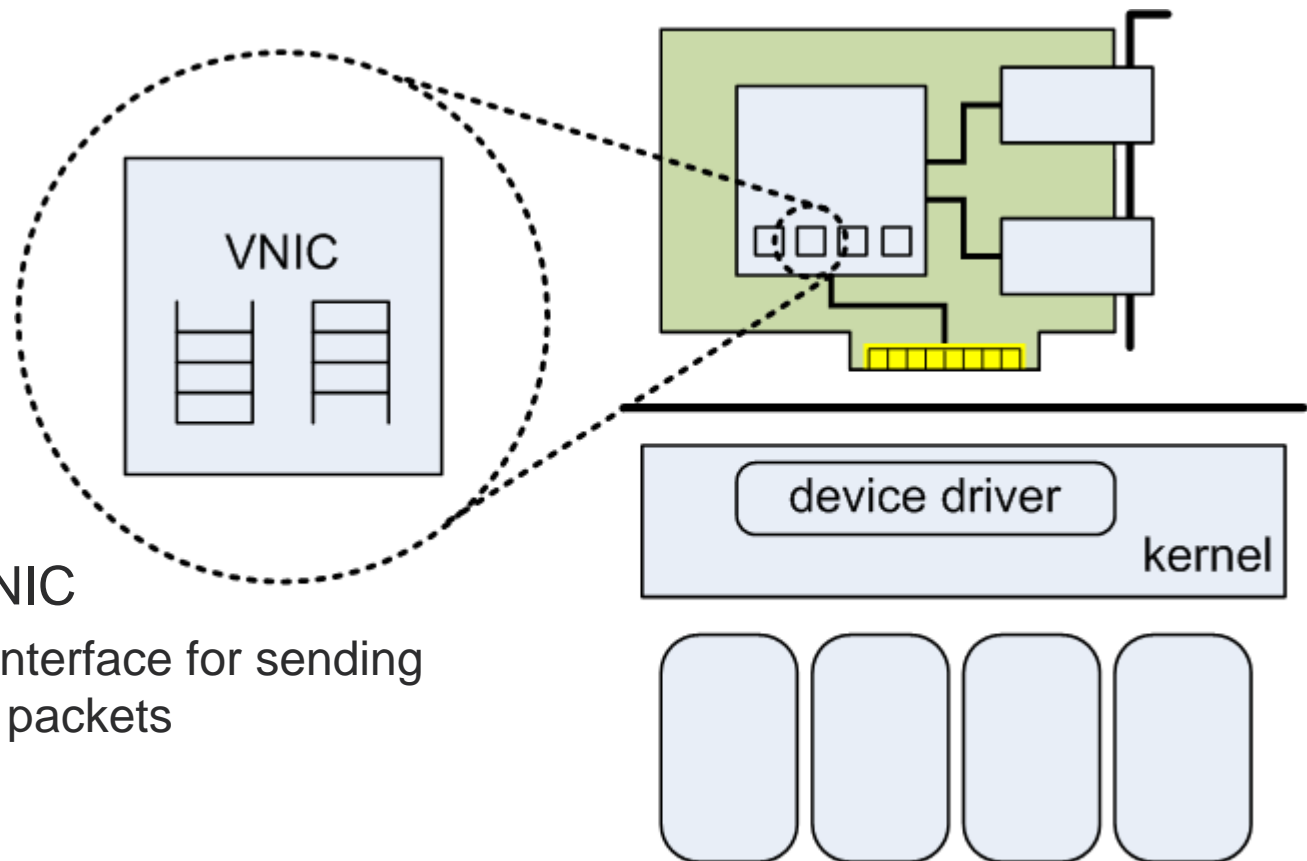 VNIC
device driver
kernel
NIC
nterface for sending
packets